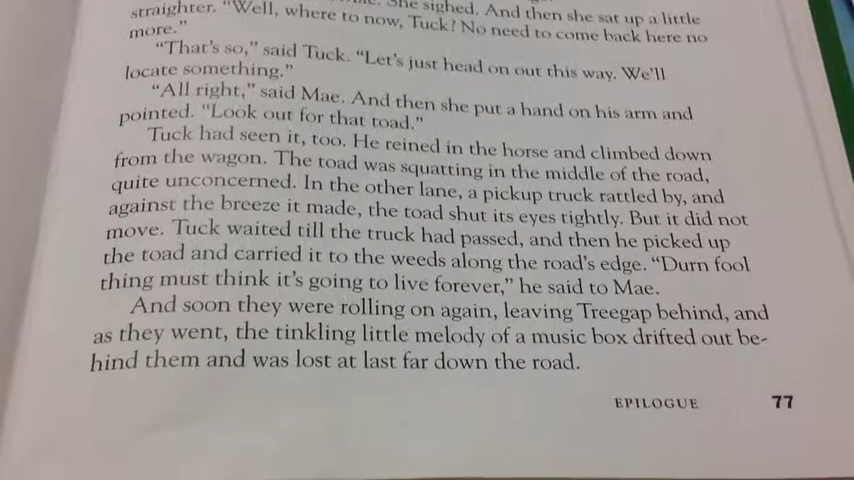 She sighed. And then she sat up a little
straighter. "Well, where to now, Tuck? No need to come back here no
more."
"That's so," said Tuck. "Let's just head on out this way. We'll
locate something."
"All right," said Mae. And then she put a hand on his arm and
pointed. "Look out for that toad."
Tuck had seen it, too. He reined in the horse and climbed down
from the wagon. The toad was squatting in the middle of the road,
quite unconcerned. In the other lane, a pickup truck rattled by, and
against the breeze it made, the toad shut its eyes tightly. But it did not
move. Tuck waited till the truck had passed, and then he picked up
the toad and carried it to the weeds along the road's edge. "Durn fool
thing must think it's going to live forever," he said to Mae.
And soon they were rolling on again, leaving Treegap behind, and
as they went, the tinkling little melody of a music box drifted out be-
hind them and was lost at last far down the road.
EPILOGUE 77